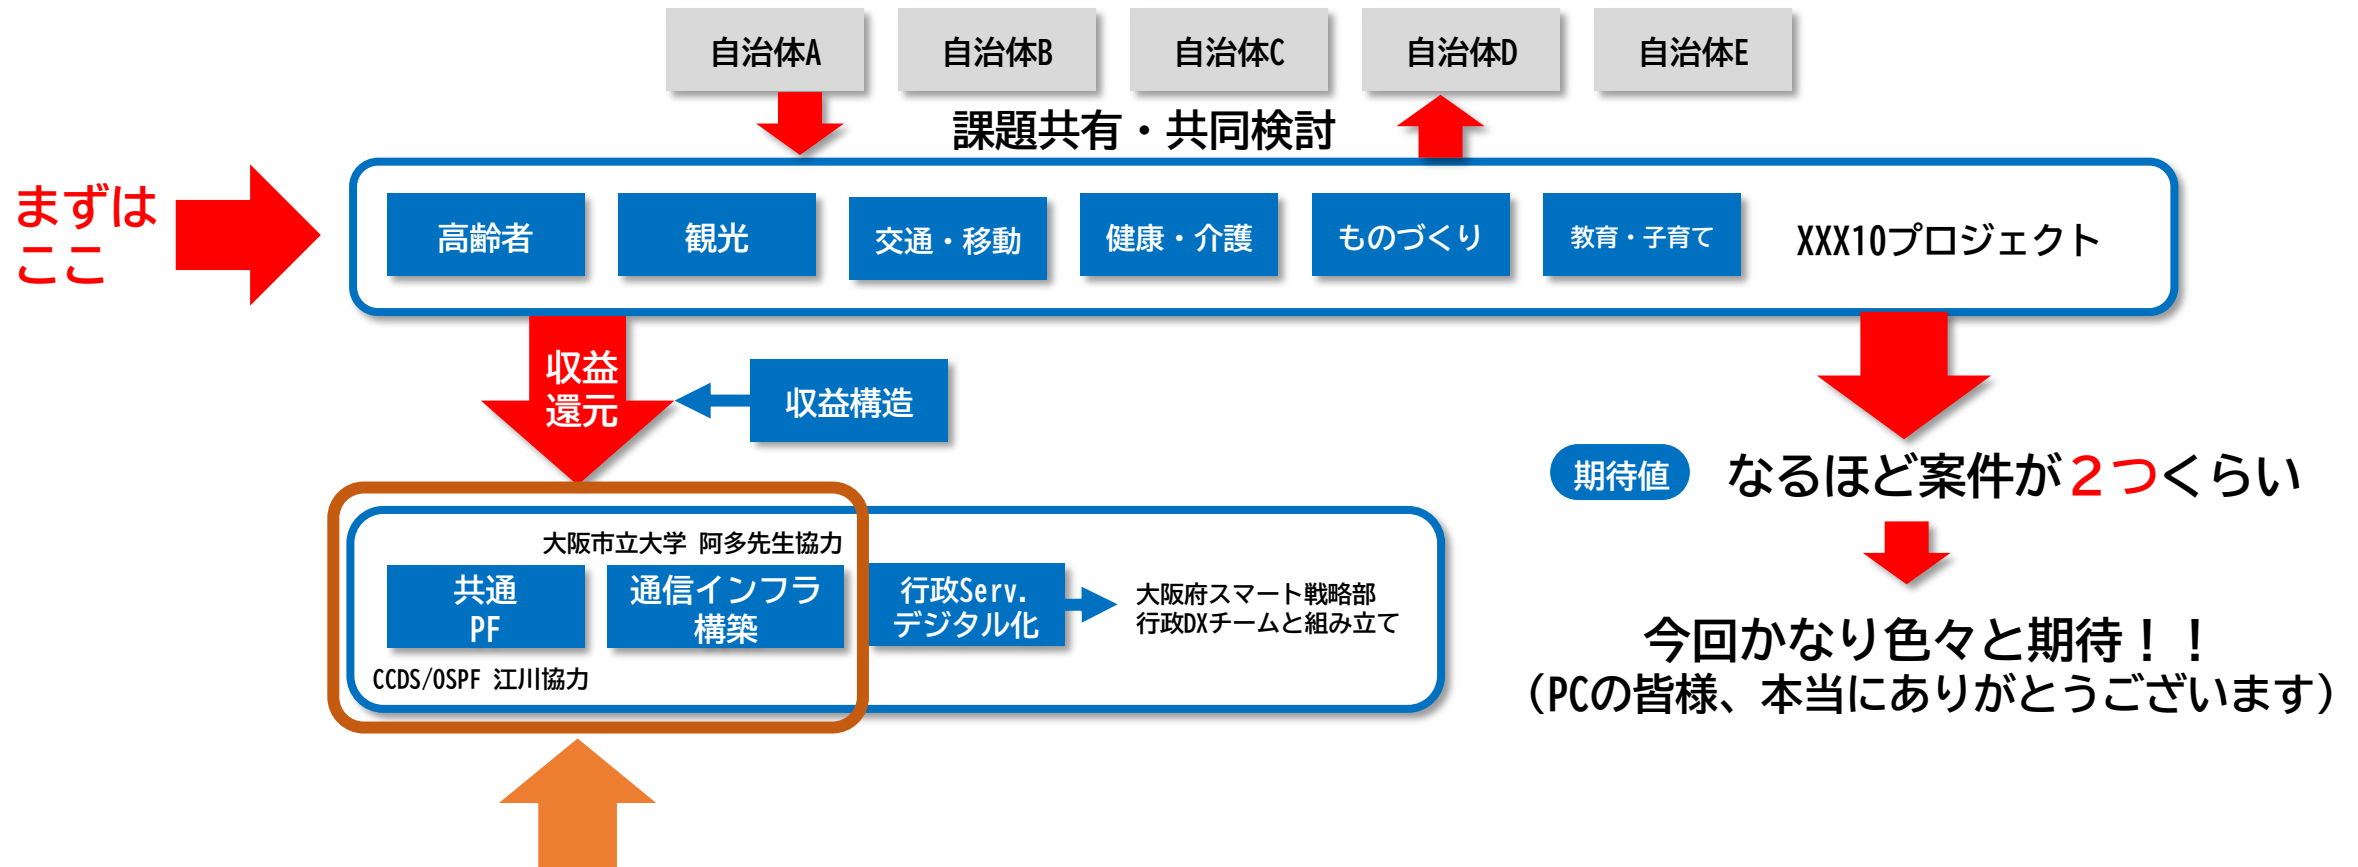 自治体A
自治体B
自治体C
自治体D
自治体E
課題共有・共同検討
まずは
ここ
高齢者
観光
交通・移動
健康・介護
ものづくり
教育・子育て
XXX10プロジェクト
収益
還元
収益構造
期待値
なるほど案件が２つくらい
大阪市立大学 阿多先生協力
共通
PF
通信インフラ
構築
行政Serv.
デジタル化
大阪府スマート戦略部
行政DXチームと組み立て
CCDS/OSPF 江川協力
今回かなり色々と期待！！
（PCの皆様、本当にありがとうございます）